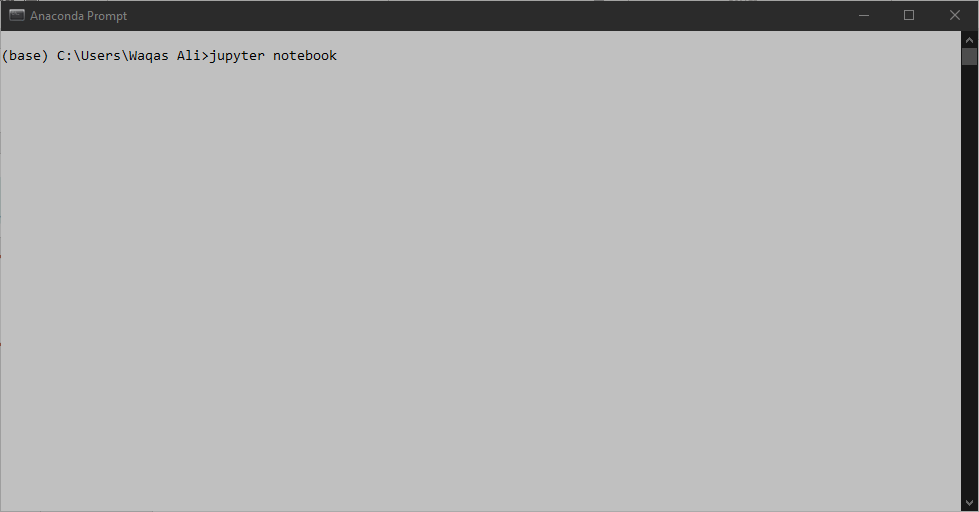 Anaconda Prompt
(base) C:\Users\Waqas Ali>jupyter notebook